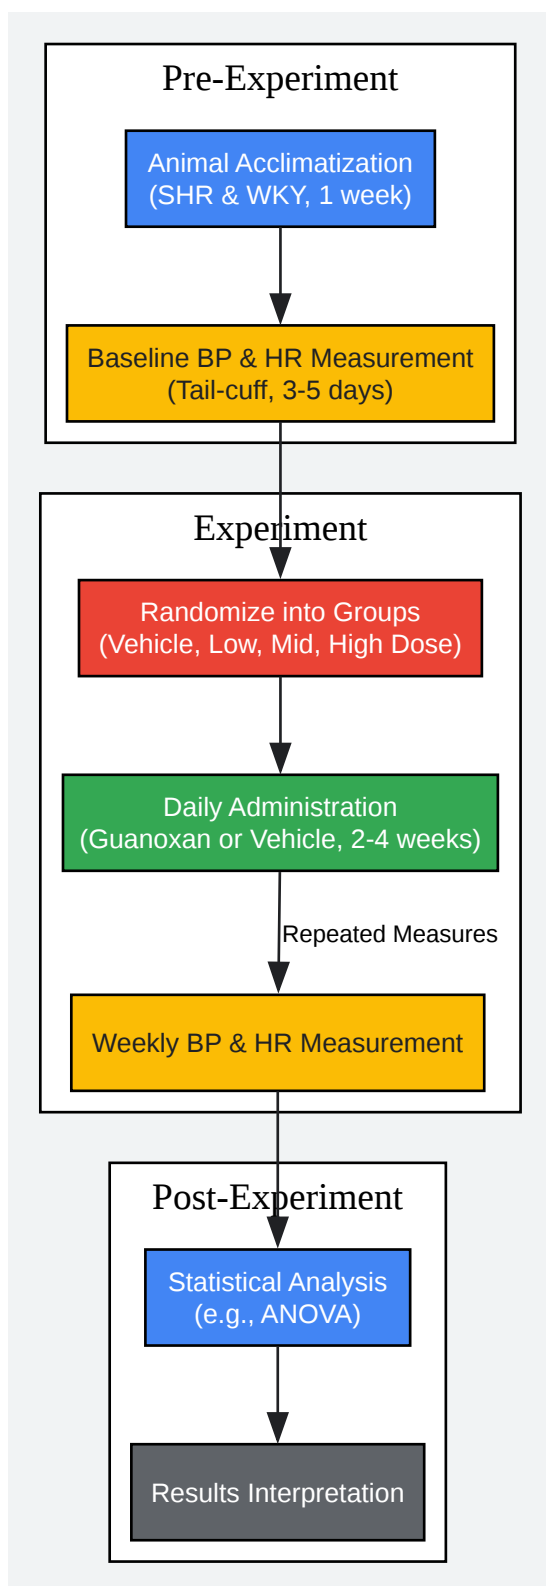 Pre-Experiment
Animal Acclimatization
(SHR & WKY, 1 week)
Baseline BP & HR Measurement
(Tail-cuff, 3-5 days)
Experiment
Randomize into Groups
(Vehicle, Low, Mid, High Dose)
Daily Administration
(Guanoxan or Vehicle, 2-4 weeks)
Repeated Measures
Weekly BP & HR Measurement
Post-Experiment
Statistical Analysis
(e.g., ANOVA)
Results Interpretation